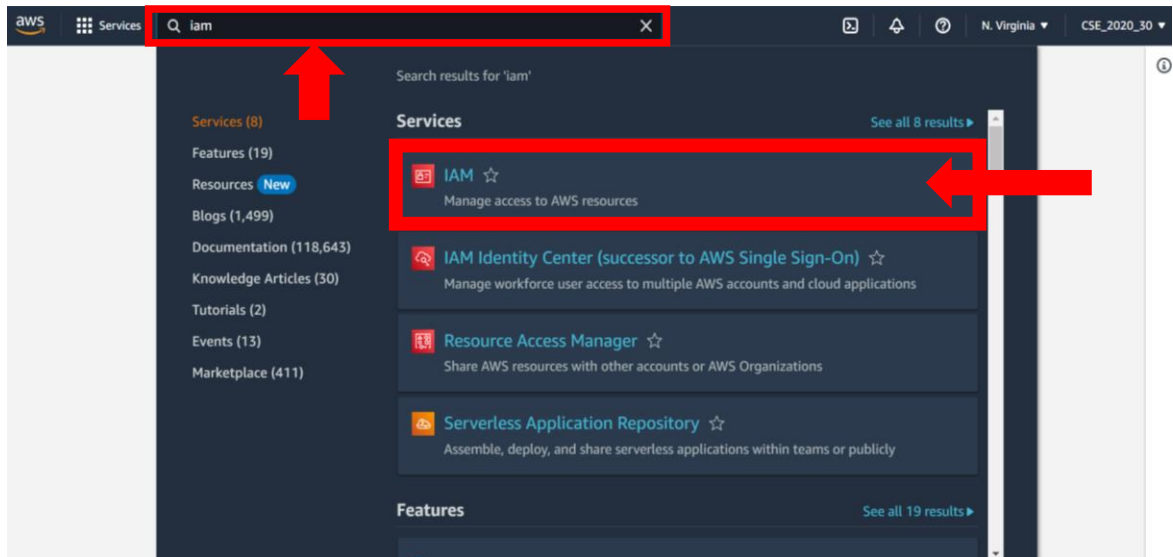 aws
Services
iam
N. Virginia
CSE_2020_30
Search results for 'iam'
Services (8)
Features (19)
Resources New
Blogs (1,499)
Documentation (118,643)
Knowledge Articles (30)
Tutorials (2)
Events (13)
Marketplace (411)
Services
See all 8 results
IAM
Manage access to AWS resources
IAM Identity Center (successor to AWS Single Sign-On)
Manage workforce user access to multiple AWS accounts and cloud applications
Resource Access Manager
Share AWS resources with other accounts or AWS Organizations
Serverless Application Repository
Assemble, deploy, and share serverless applications within teams or publicly
Features
See all 19 results